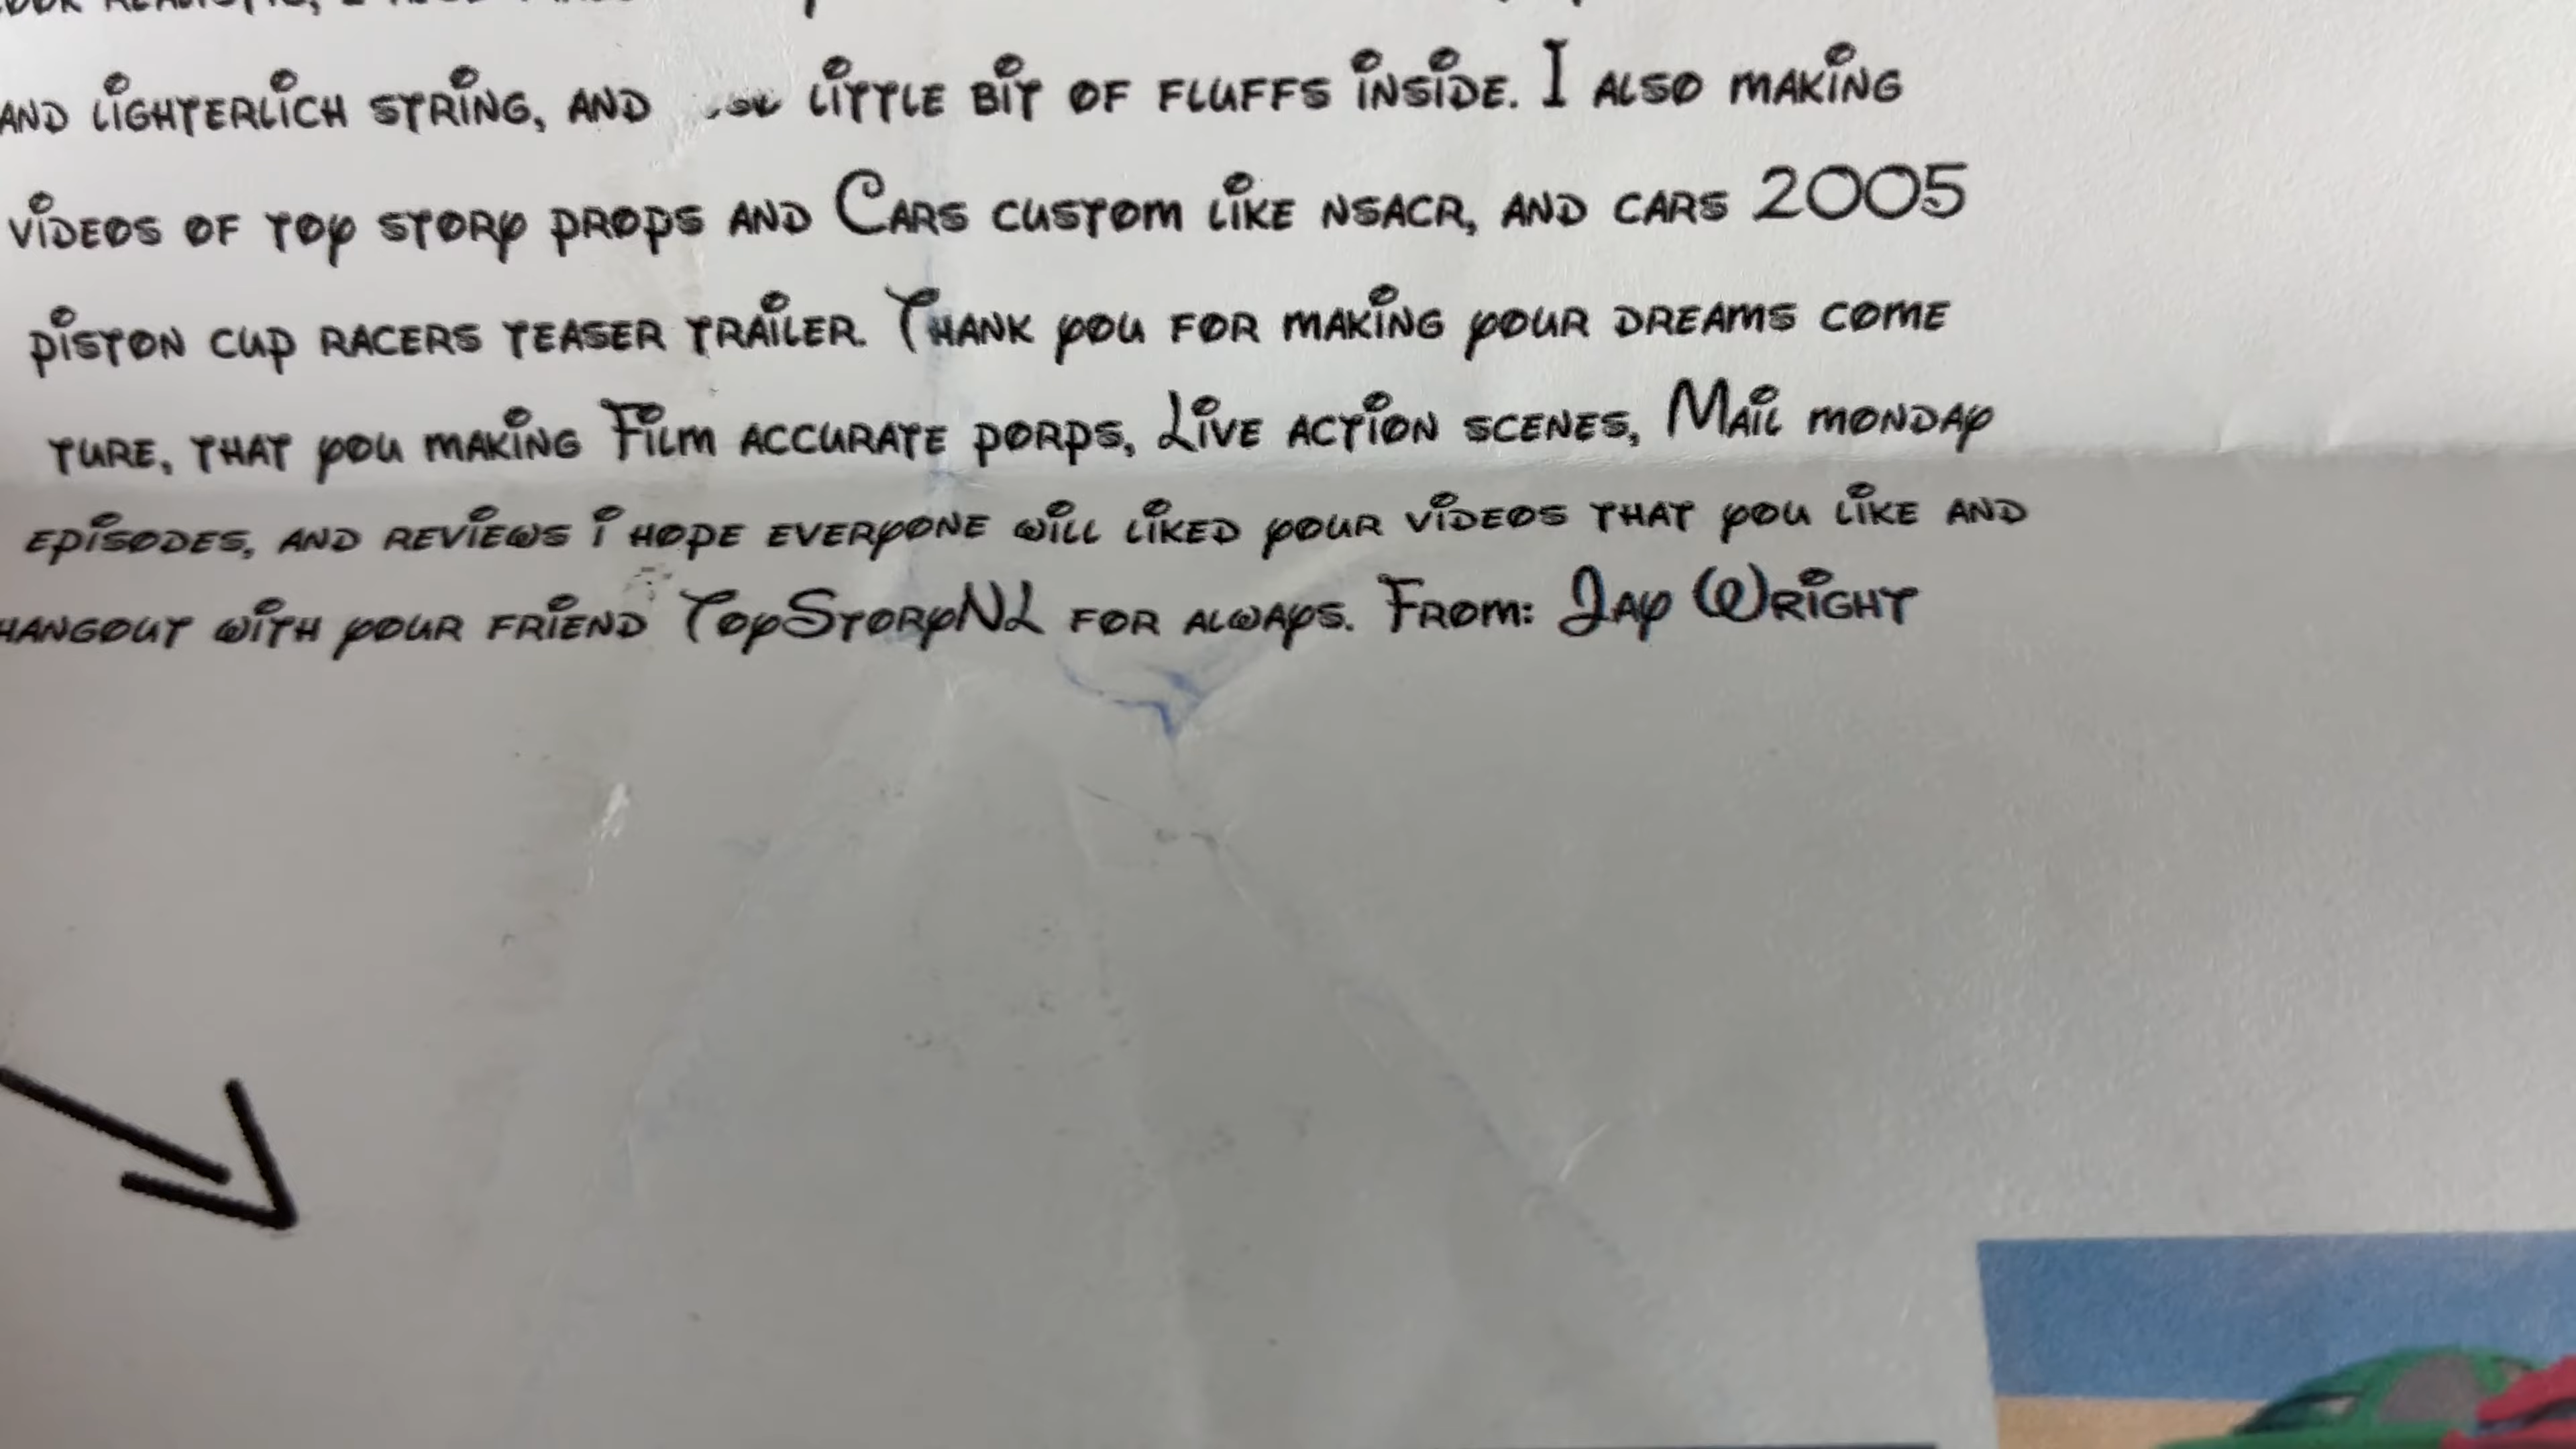 AND LIGHTERLICH STRING, AND LITTLE BIT OF FLUFFS INSIDE. I ALSO MAKING
VIDEOS OF TOY STORY PROPS AND CARS CUSTOM LIKE NSACR, AND CARS 2005
PISTON CUP RACERS TEASER TRAILER. THANK YOU FOR MAKING YOUR DREAMS COME
TURE, THAT YOU MAKING FILM ACCURATE PORPS, LIVE ACTION SCENES, MAIL MONDAY
EPISODES, AND REVIEWS I HOPE EVERYONE WILL LIKED YOUR VIDEOS THAT YOU LIKE AND
HANGOUT WITH YOUR FRIEND TOYSTORYNL FOR ALWAYS. FROM: JAY WRIGHT